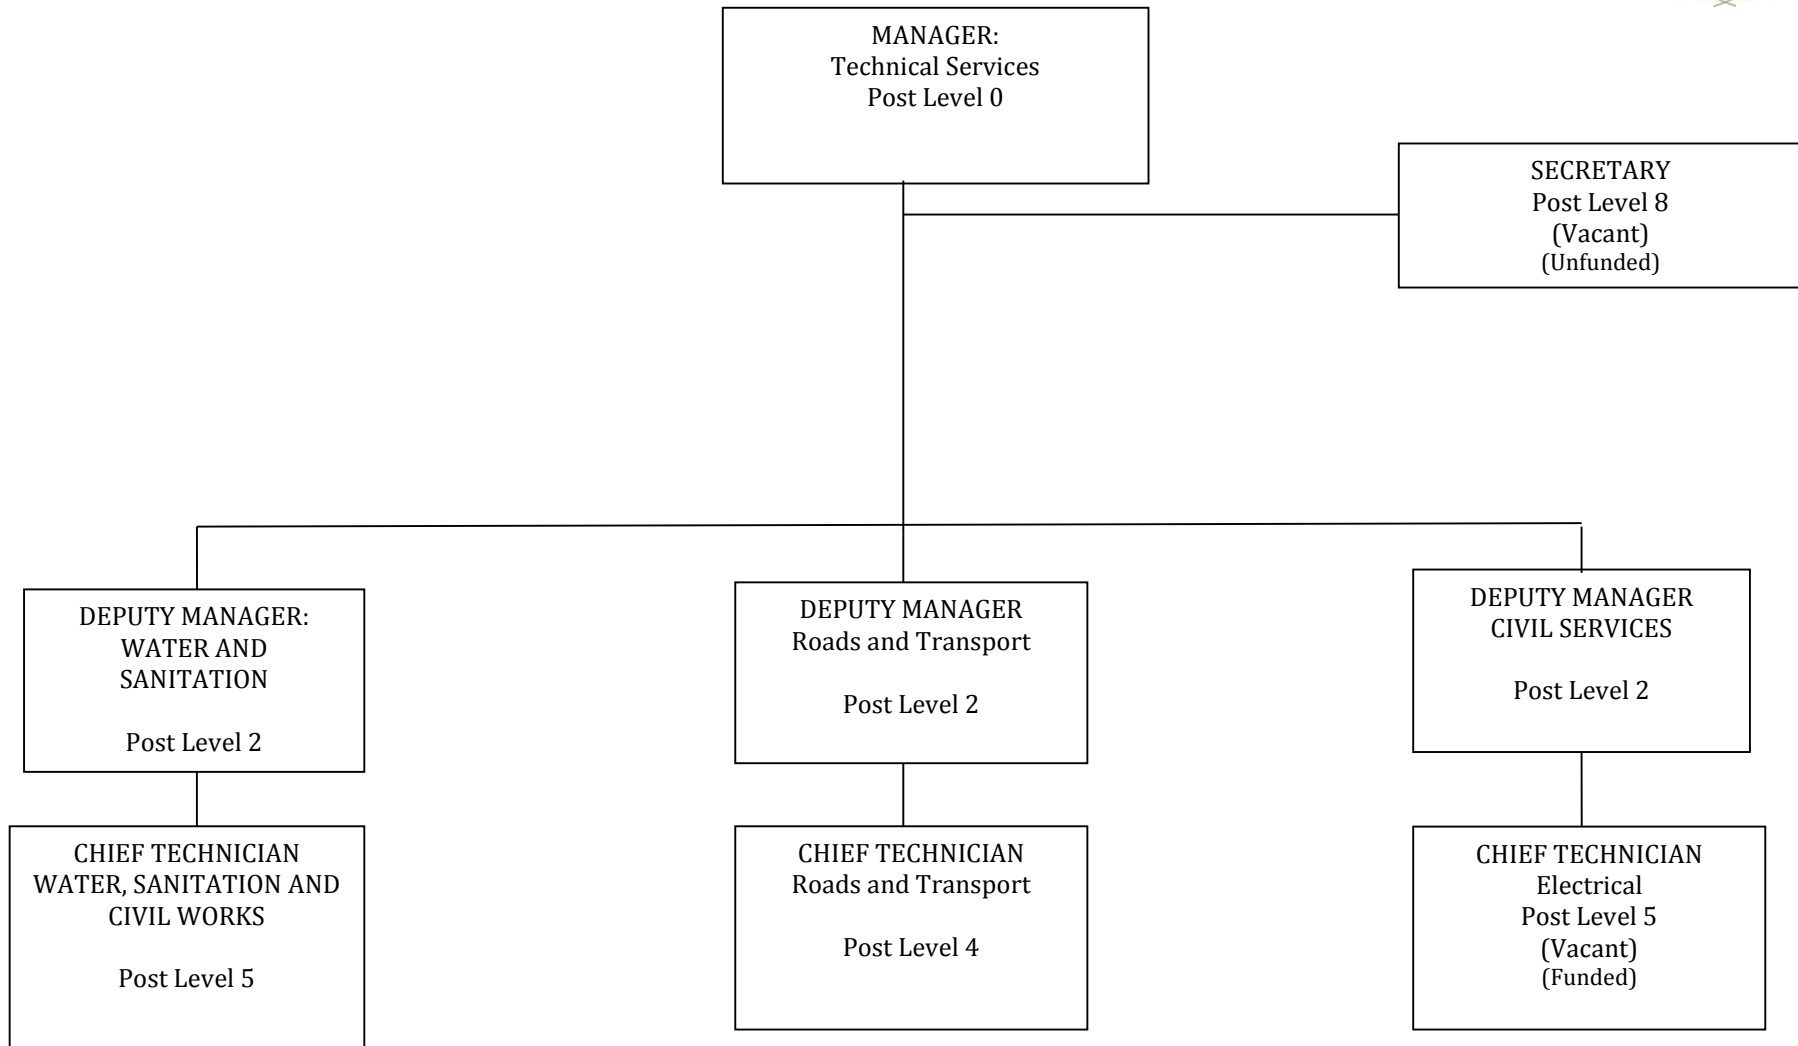 MANAGER:
Technical Services
Post Level 0
SECRETARY
Post Level 8
(Vacant)
(Unfunded)
DEPUTY MANAGER:
WATER AND
SANITATION
Post Level 2
DEPUTY MANAGER
Roads and Transport
Post Level 2
DEPUTY MANAGER
CIVIL SERVICES
Post Level 2
CHIEF TECHNICIAN
WATER, SANITATION AND
CIVIL WORKS
Post Level 5
CHIEF TECHNICIAN
Roads and Transport
Post Level 4
CHIEF TECHNICIAN
Electrical
Post Level 5
(Vacant)
(Funded)